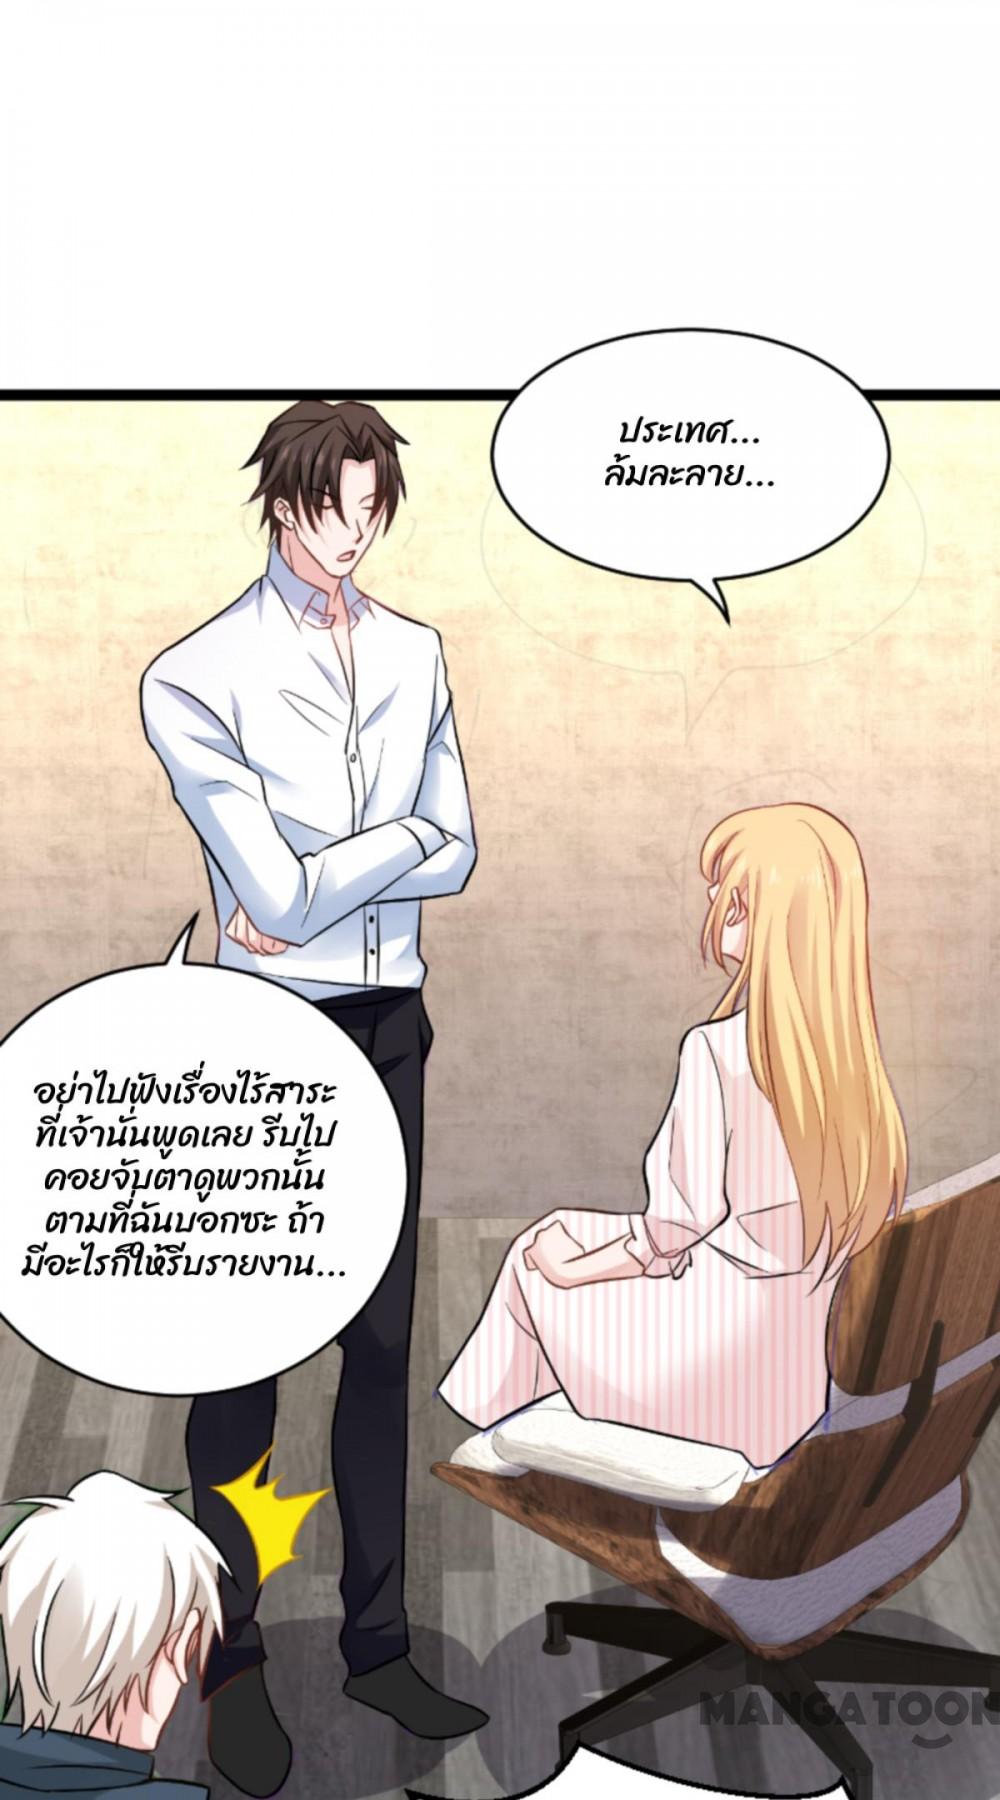 ประเทศ...
ล้มละลาย...
อย่าไปฟังเรื่องไร้สาระ
ที่เจ้านั่นพูดเลย รีบไป
คอยจับตาดูพวกนั้น
ตามที่ฉันบอกซะ ถ้า
มีอะไรก็ให้รีบรายงาน...
MANGATOON